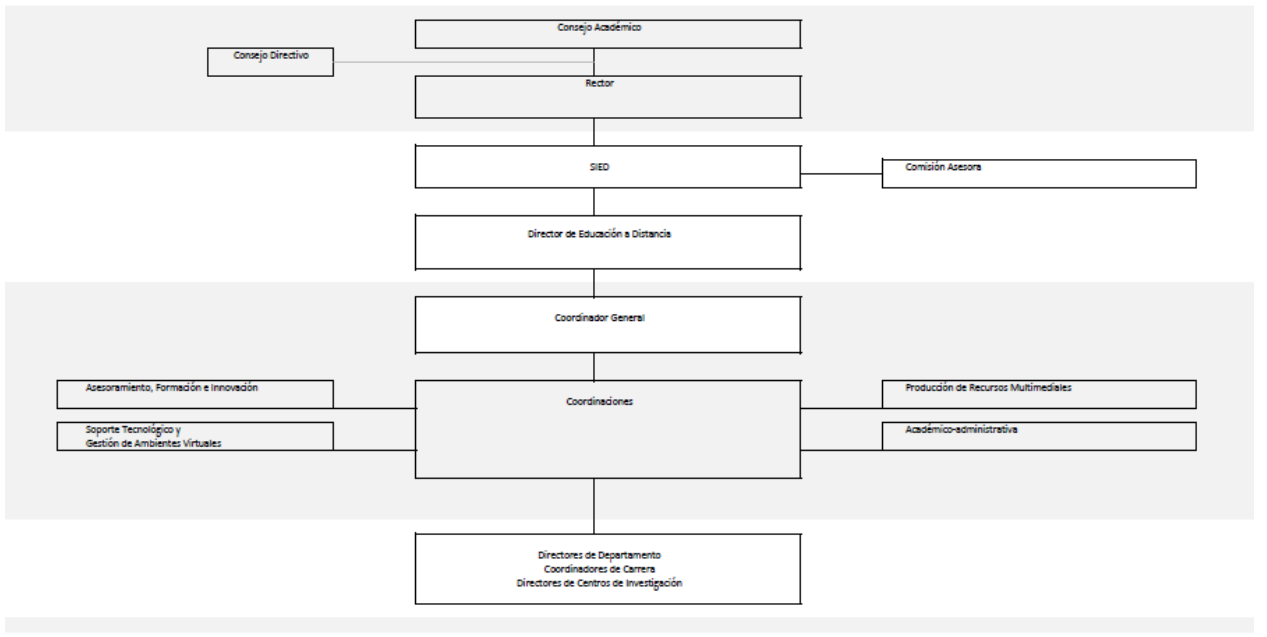 Consejo Académico
Consejo Directivo
Rector
SIED
Comisión Asesora
Director de Educación a Distancia
Coordinador General
Asesoramiento, Formación e Innovación
Producción de Recursos Multimediales
Coordinaciones
Soporte Tecnológico y
Gestión de Ambientes Virtuales
Académico-administrativa
Directores de Departamento
Coordinadores de Carrera
Directores de Centros de Investigación